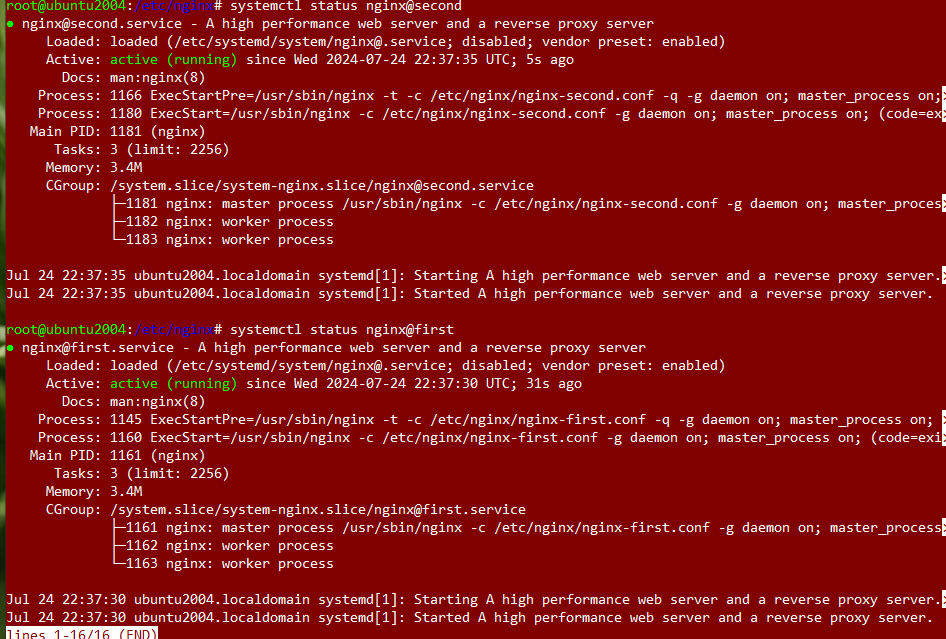 root@ubuntu2004:/etc/nginx# systemctl status nginx@second
● nginx@second.service - A high performance web server and a reverse proxy server
     Loaded: loaded (/etc/systemd/system/nginx@.service; disabled; vendor preset: enabled)
     Active: active (running) since Wed 2024-07-24 22:37:35 UTC; 5s ago
       Docs: man:nginx(8)
    Process: 1166 ExecStartPre=/usr/sbin/nginx -t -c /etc/nginx/nginx-second.conf -q -g daemon on; master_process on;>
    Process: 1180 ExecStart=/usr/sbin/nginx -c /etc/nginx/nginx-second.conf -g daemon on; master_process on; (code=ex>
   Main PID: 1181 (nginx)
      Tasks: 3 (limit: 2256)
     Memory: 3.4M
     CGroup: /system.slice/system-nginx.slice/nginx@second.service
             ├─1181 nginx: master process /usr/sbin/nginx -c /etc/nginx/nginx-second.conf -g daemon on; master_proces>
             ├─1182 nginx: worker process
             └─1183 nginx: worker process
Jul 24 22:37:35 ubuntu2004.localdomain systemd[1]: Starting A high performance web server and a reverse proxy server.>
Jul 24 22:37:35 ubuntu2004.localdomain systemd[1]: Started A high performance web server and a reverse proxy server.
root@ubuntu2004:/etc/nginx# systemctl status nginx@first
● nginx@first.service - A high performance web server and a reverse proxy server
     Loaded: loaded (/etc/systemd/system/nginx@.service; disabled; vendor preset: enabled)
     Active: active (running) since Wed 2024-07-24 22:37:30 UTC; 31s ago
       Docs: man:nginx(8)
    Process: 1145 ExecStartPre=/usr/sbin/nginx -t -c /etc/nginx/nginx-first.conf -q -g daemon on; master_process on; >
    Process: 1160 ExecStart=/usr/sbin/nginx -c /etc/nginx/nginx-first.conf -g daemon on; master_process on; (code=exi>
   Main PID: 1161 (nginx)
      Tasks: 3 (limit: 2256)
     Memory: 3.4M
     CGroup: /system.slice/system-nginx.slice/nginx@first.service
             ├─1161 nginx: master process /usr/sbin/nginx -c /etc/nginx/nginx-first.conf -g daemon on; master_process>
             ├─1162 nginx: worker process
             └─1163 nginx: worker process
Jul 24 22:37:30 ubuntu2004.localdomain systemd[1]: Starting A high performance web server and a reverse proxy server.>
Jul 24 22:37:30 ubuntu2004.localdomain systemd[1]: Started A high performance web server and a reverse proxy server.
lines 1-16/16 (END)